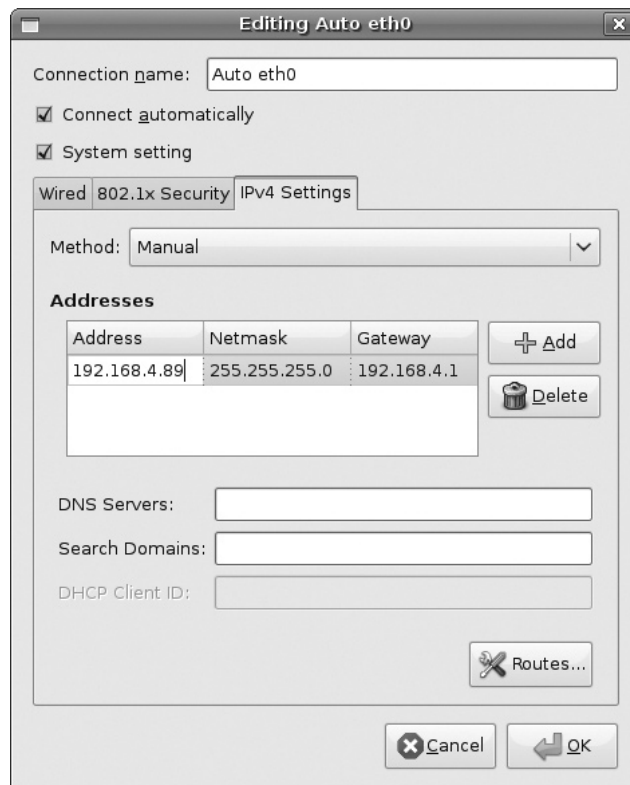 Editing Auto eth0
Connection name: Auto eth0
Connect automatically
System setting
Wired 802.1x Security IPv4 Settings
Method: Manual
Addresses
Address Netmask Gateway
192.168.4.89 255.255.255.0 192.168.4.1
Add
Delete
DNS Servers:
Search Domains:
DHCP Client ID:
Routes...
Cancel OK